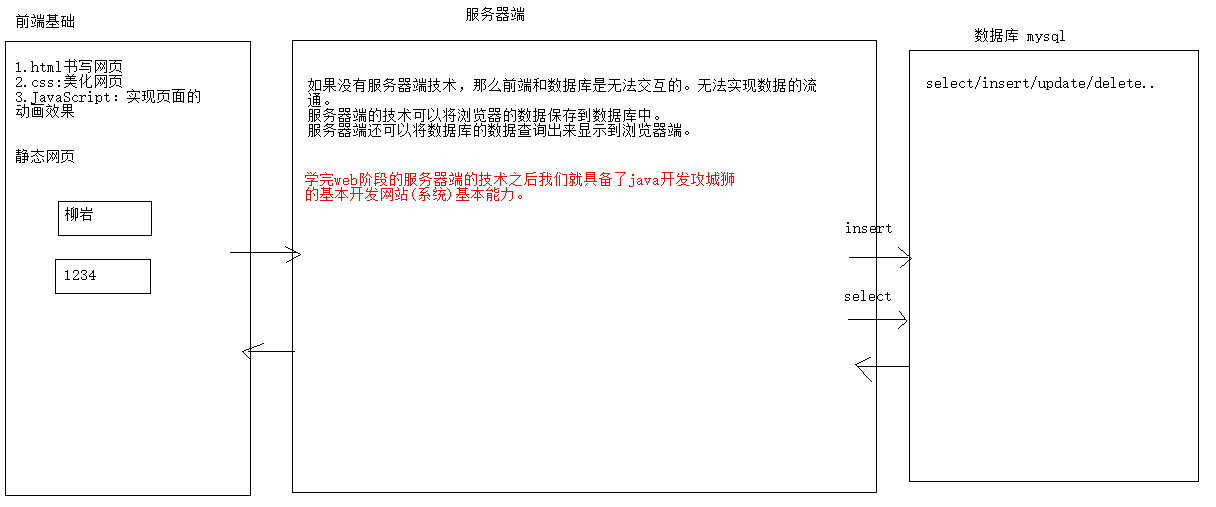 前端基础
1.html书写网页
2.css:美化网页
3.JavaScript: 实现页面的
动画效果
静态网页
柳岩
1234
服务器端
如果没有服务器端技术，那么前端和数据库是无法交互的。无法实现数据的流
通。
服务器端的技术可以将浏览器的数据保存到数据库中。
服务器端还可以将数据库的数据查询出来显示到浏览器端。
学完web阶段的服务器端的技术之后我们就具备了java开发攻城狮
的基本开发网站(系统)基本能力。
insert
select
数据库 mysql
select/insert/update/delete..